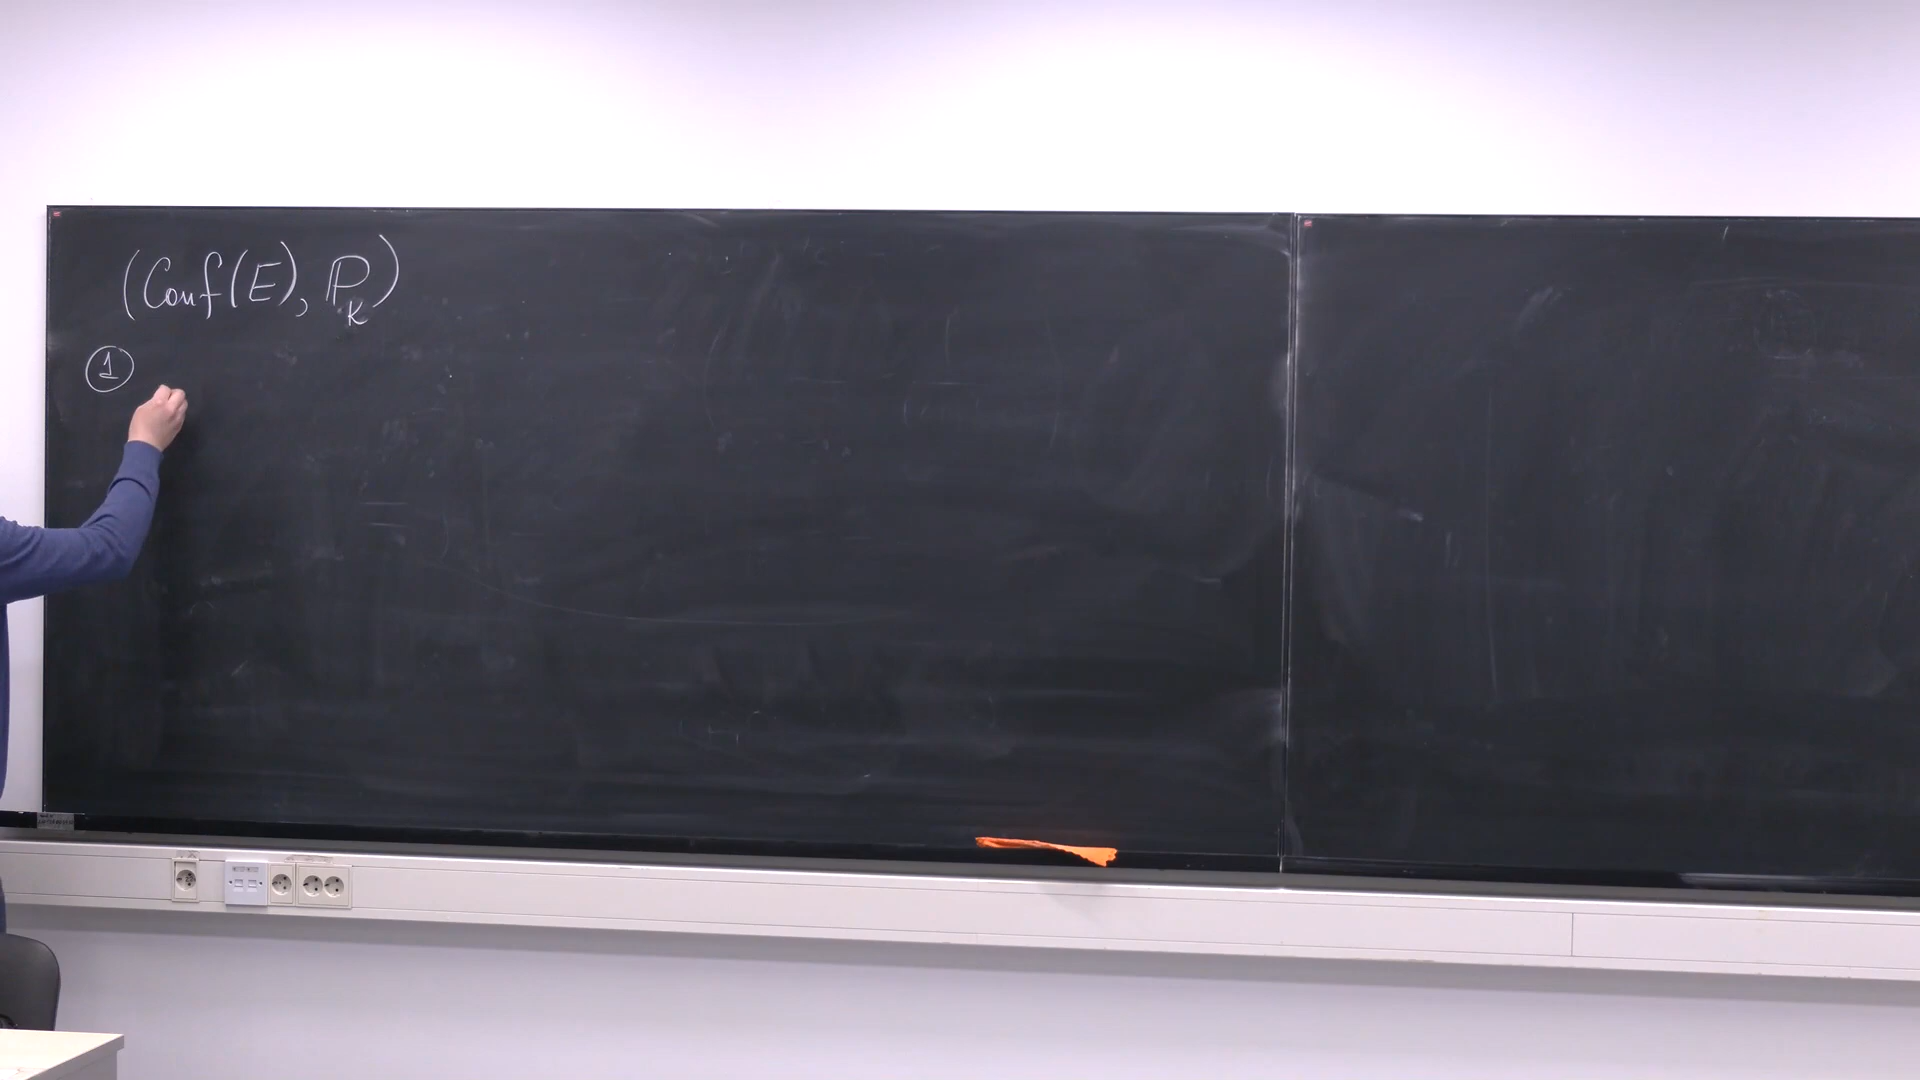 (Conf(E), ℙ_K)
①